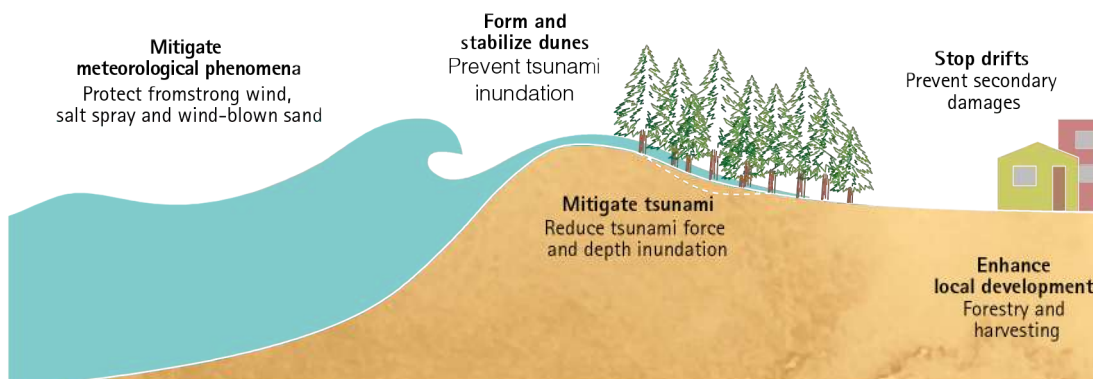 Mitigate
meteorological phenomena
Protect fromstrong wind,
salt spray and wind-blown sand
Form and
stabilize dunes
Prevent tsunami
inundation
Stop drifts
Prevent secondary
damages
Mitigate tsunami
Reduce tsunami force
and depth inundation
Enhance
local development
Forestry and
harvesting